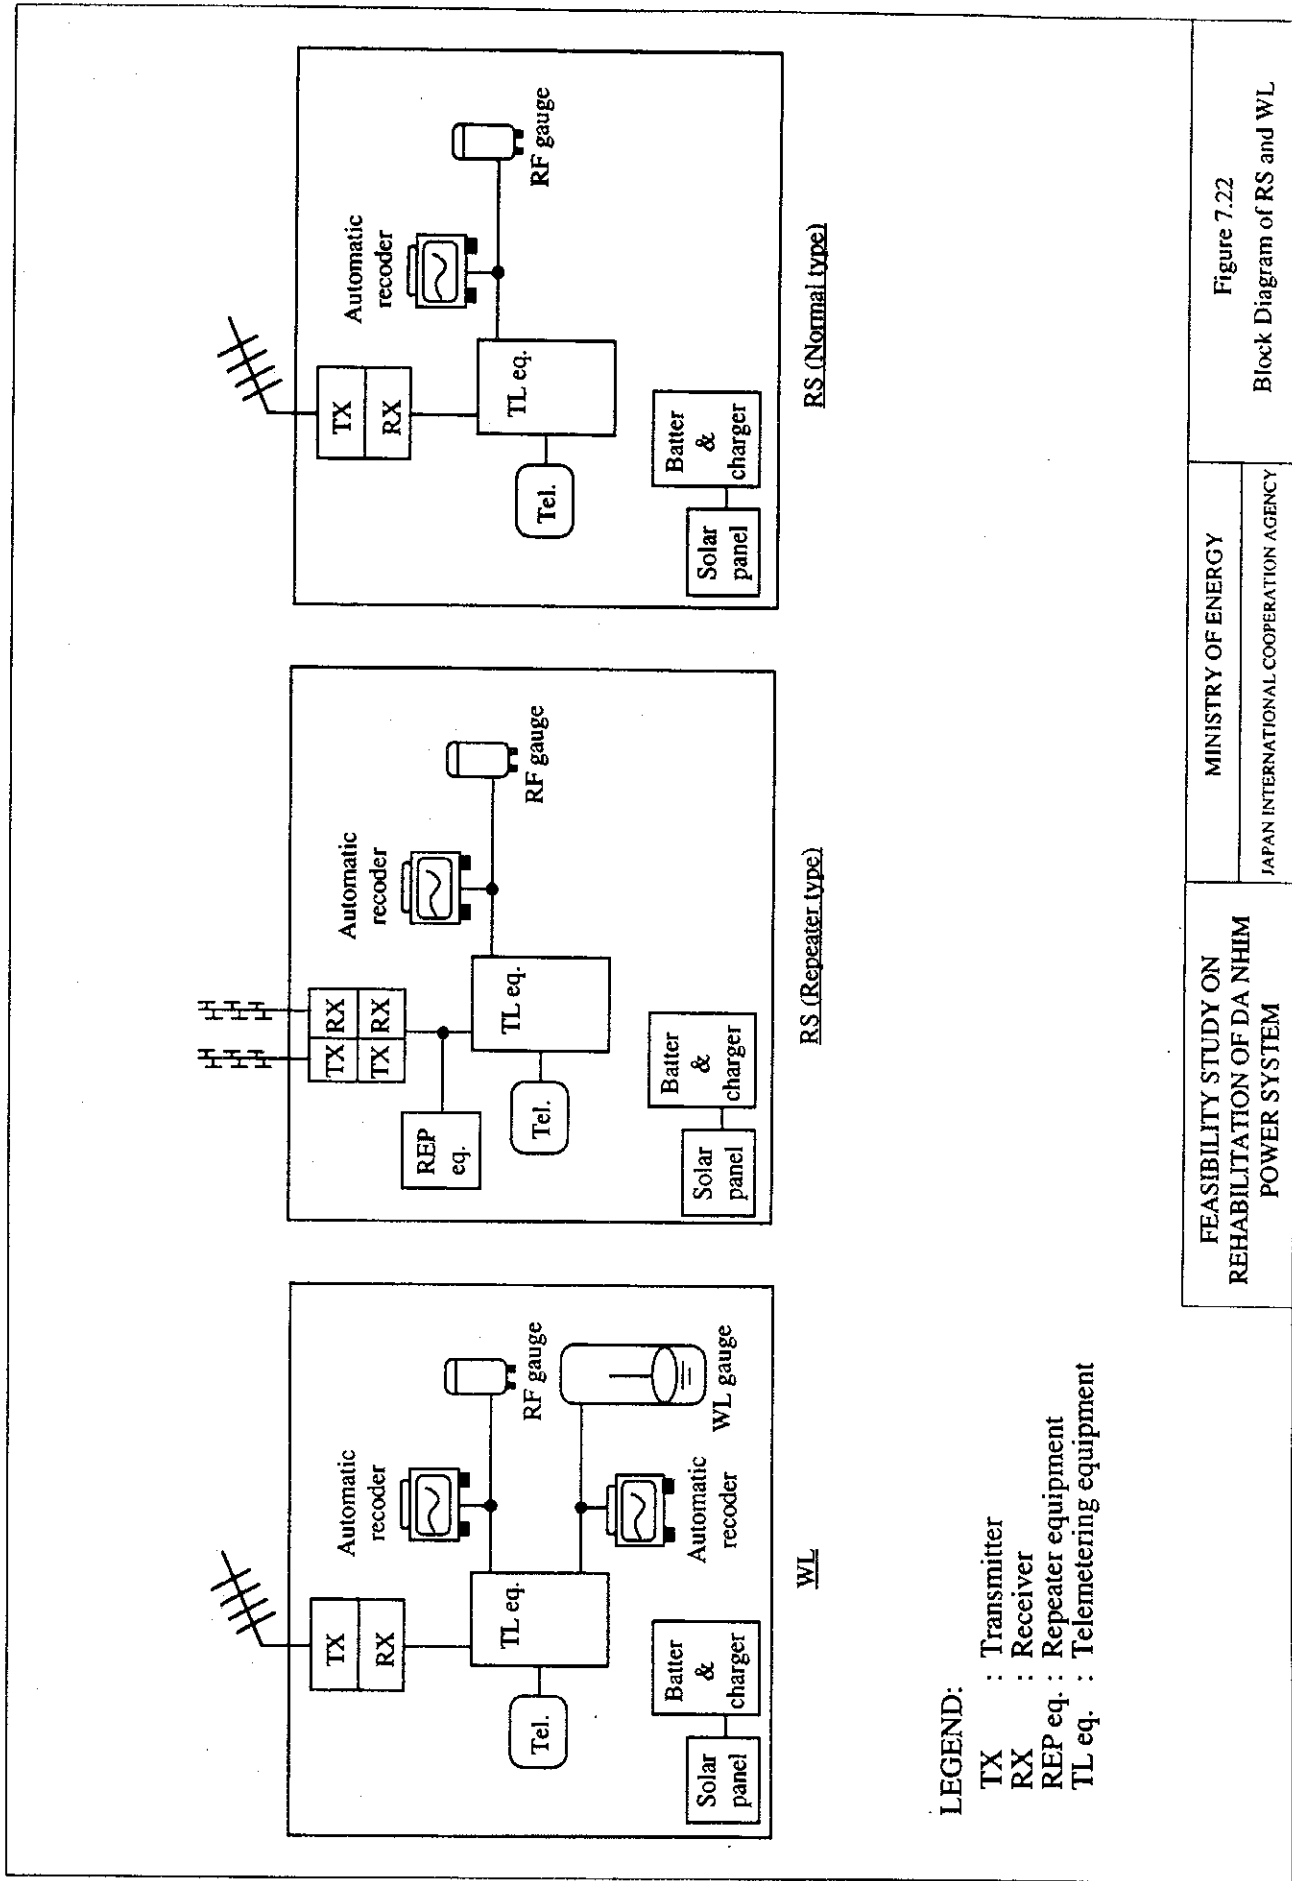 TX
RX
TL eq.
Tel.
Automatic
recoder
RF gauge
WL gauge
Automatic
recoder
Batter
&
charger
Solar
panel
WL
TX
RX
TX
RX
REP
eq.
TL eq.
Tel.
Automatic
recoder
RF gauge
Batter
&
charger
Solar
panel
RS (Repeater type)
TX
RX
TL eq.
Tel.
Automatic
recoder
RF gauge
Batter
&
charger
Solar
panel
RS (Normal type)
LEGEND:
TX : Transmitter
RX : Receiver
REP eq. : Repeater equipment
TL eq. : Telemetering equipment
FEASIBILITY STUDY ON
REHABILITATION OF DA NHIM
POWER SYSTEM
MINISTRY OF ENERGY
JAPAN INTERNATIONAL COOPERATION AGENCY
Figure 7.22
Block Diagram of RS and WL